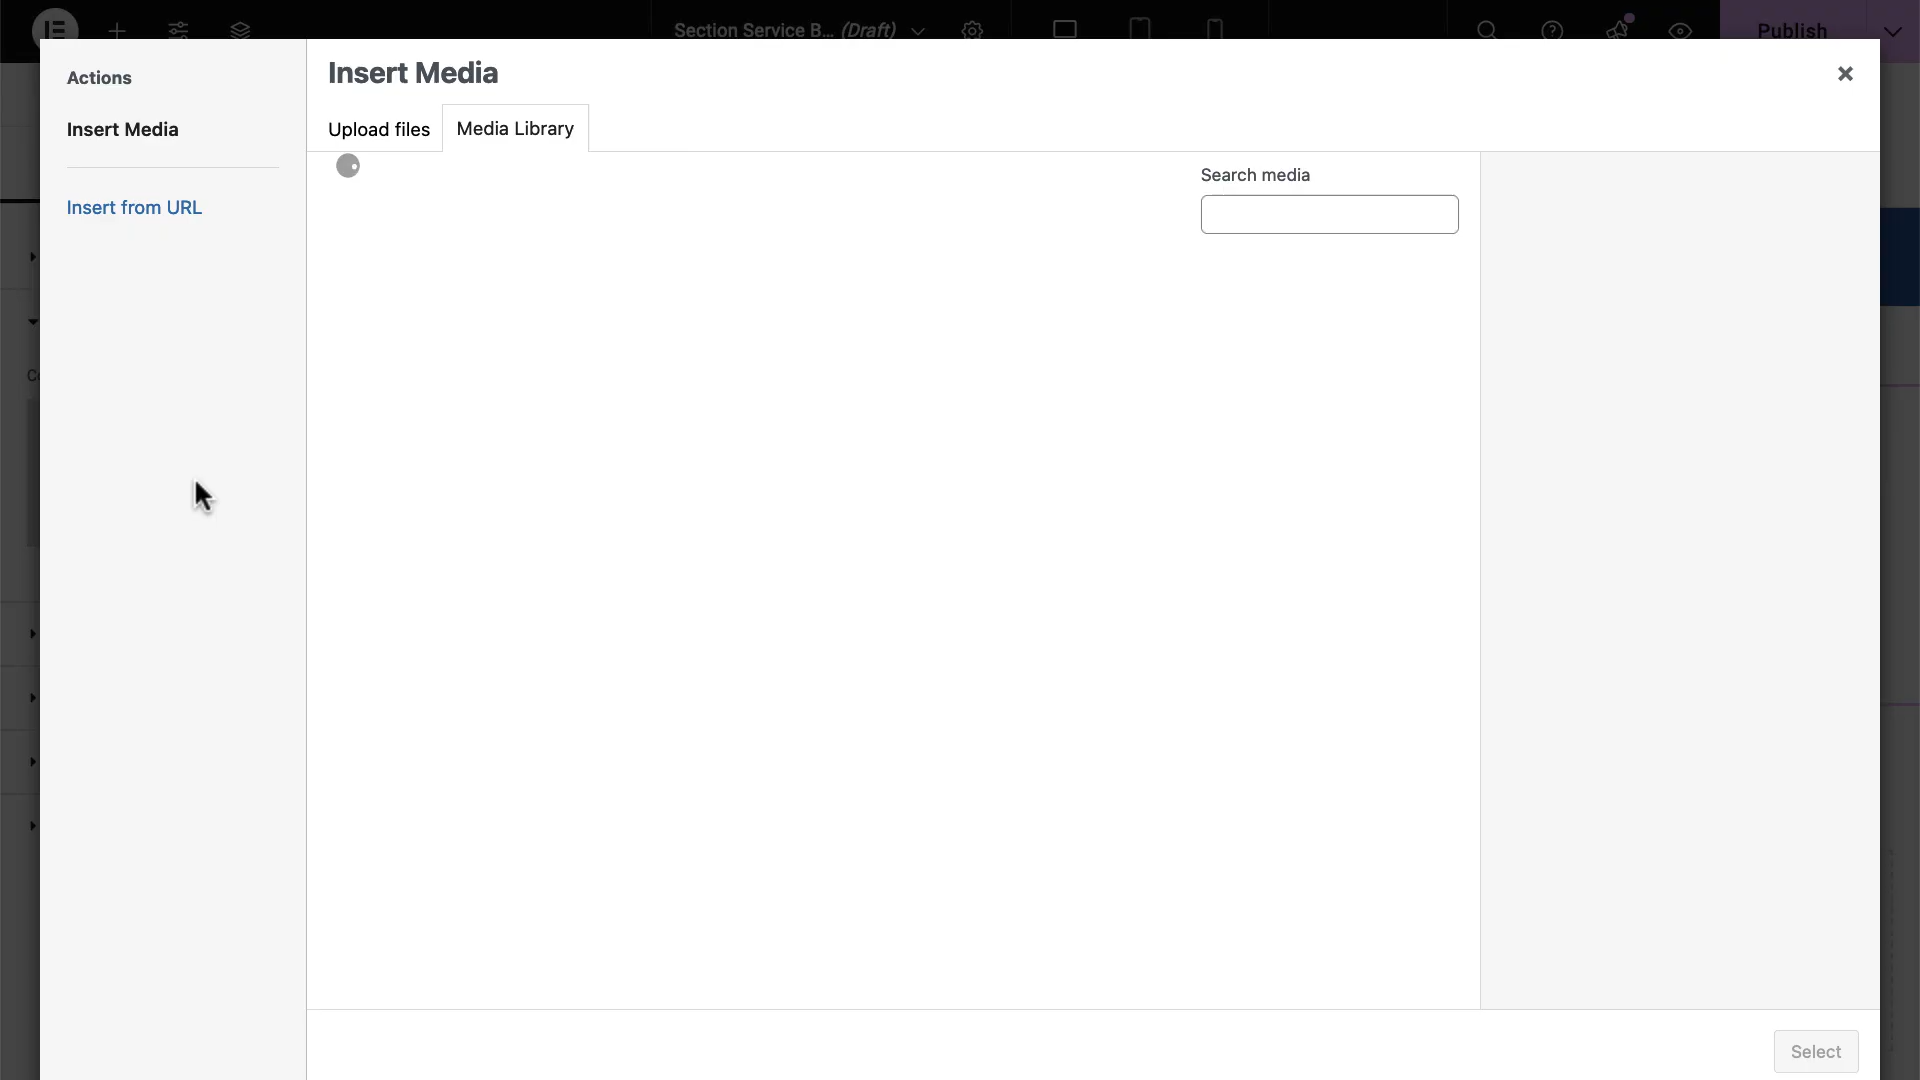 Section Service B... (Draft)
Publish
Actions
Insert Media
Insert from URL
Insert Media
Upload files
Media Library
Search media
Select